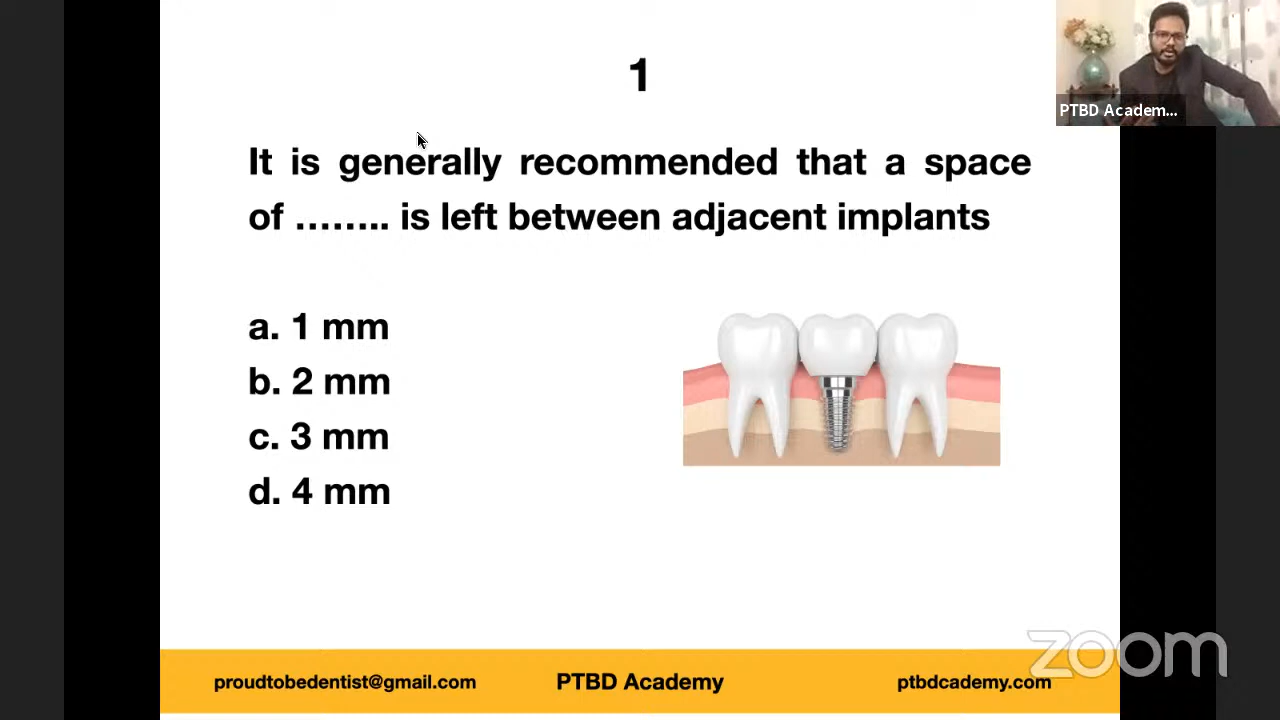 1
PTBD Academ...
It is generally recommended that a space
of …….. is left between adjacent implants
a. 1 mm
b. 2 mm
c. 3 mm
d. 4 mm
zoom
proudtobedentist@gmail.com PTBD Academy ptbdcademy.com